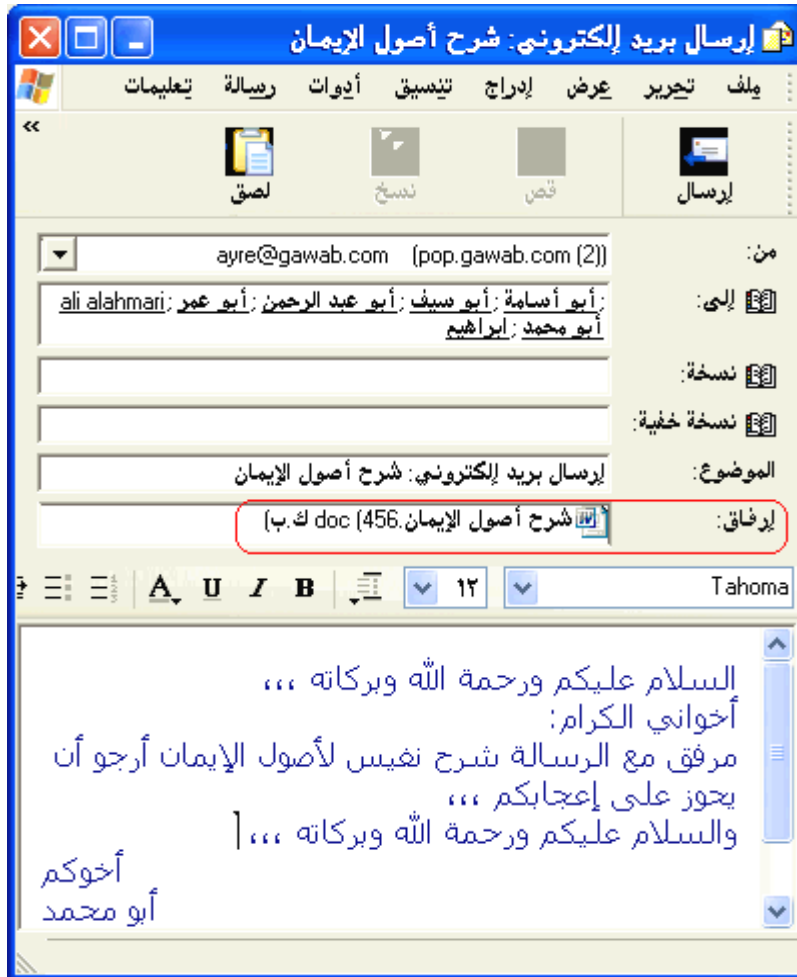 إرسال بريد إلكتروني: شرح أصول الإيمان
ملف تحرير عرض إدراج تنسيق أدوات رسالة تعليمات
إرسال قص نسخ لصق »
من: ayre@gawab.com (pop.gawab.com (2))
إلى: ; أبو أسامة ; أبو سيف ; أبو عبد الرحمن ; أبو عمر ; ali alahmari
أبو محمد ; ابراهيم
نسخة:
نسخة خفية:
الموضوع: إرسال بريد إلكتروني: شرح أصول الإيمان
إرفاق: شرح أصول الإيمان.doc (456 ك.ب)
Tahoma ١٢ B I U A
السلام عليكم ورحمة الله وبركاته ،،،
أخواني الكرام:
مرفق مع الرسالة شرح نفيس لأصول الإيمان أرجو أن
يحوز على إعجابكم ،،،
والسلام عليكم ورحمة الله وبركاته ،،،
أخوكم
أبو محمد